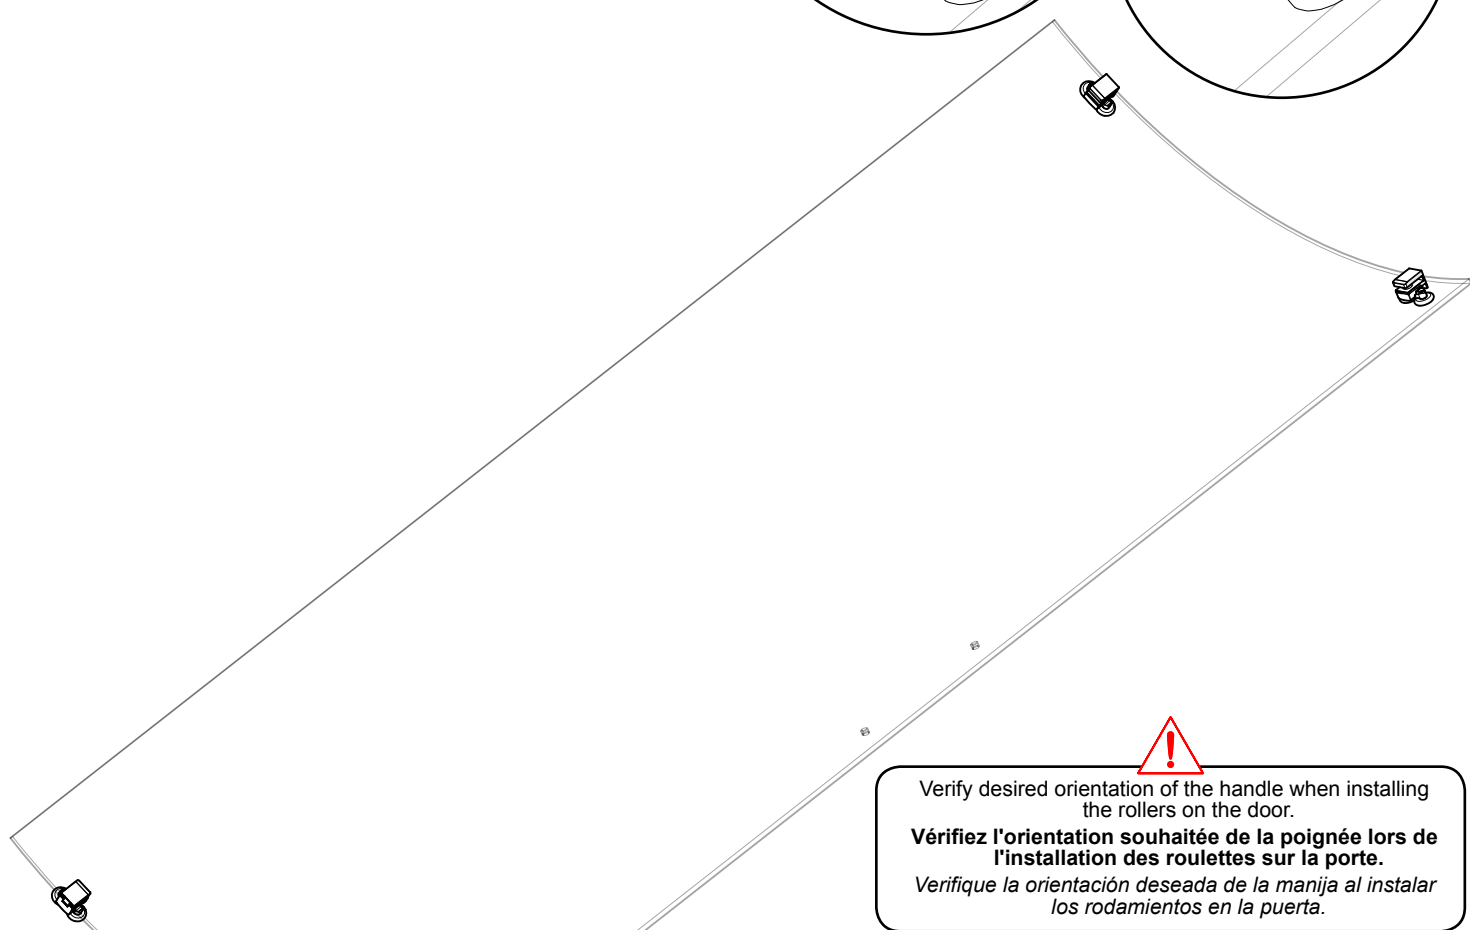 Verify desired orientation of the handle when installing
the rollers on the door.
Vérifiez l'orientation souhaitée de la poignée lors de
l'installation des roulettes sur la porte.
Verifique la orientación deseada de la manija al instalar
los rodamientos en la puerta.